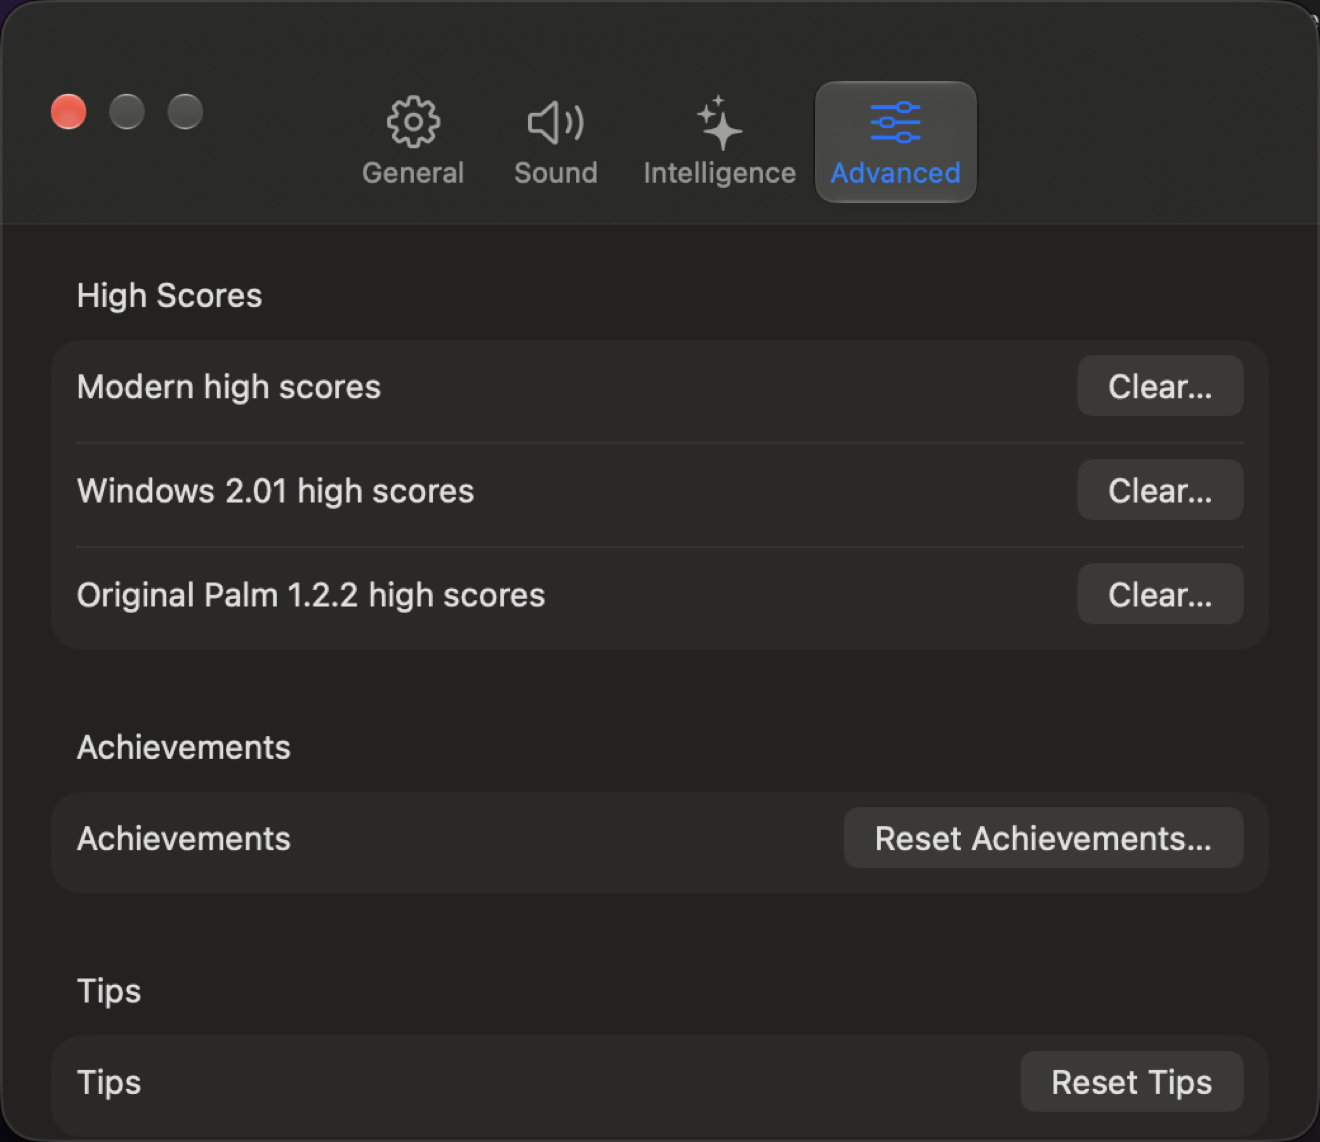 General Sound Intelligence Advanced
High Scores
Modern high scores Clear...
Windows 2.01 high scores Clear...
Original Palm 1.2.2 high scores Clear...
Achievements
Achievements Reset Achievements...
Tips
Tips Reset Tips